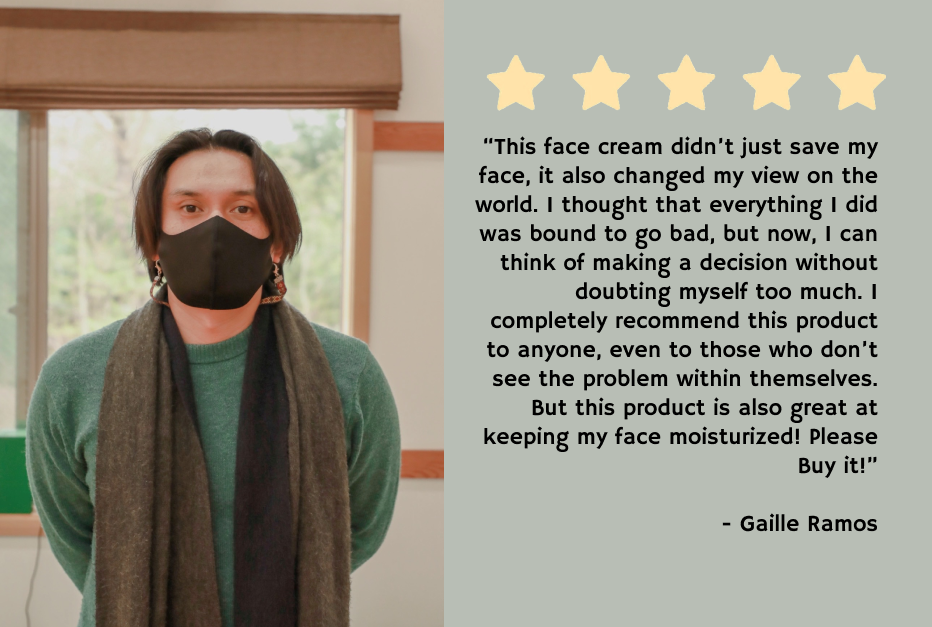 “This face cream didn’t just save my
face, it also changed my view on the
world. I thought that everything I did
was bound to go bad, but now, I can
think of making a decision without
doubting myself too much. I
completely recommend this product
to anyone, even to those who don’t
see the problem within themselves.
But this product is also great at
keeping my face moisturized! Please
Buy it!”
- Gaille Ramos